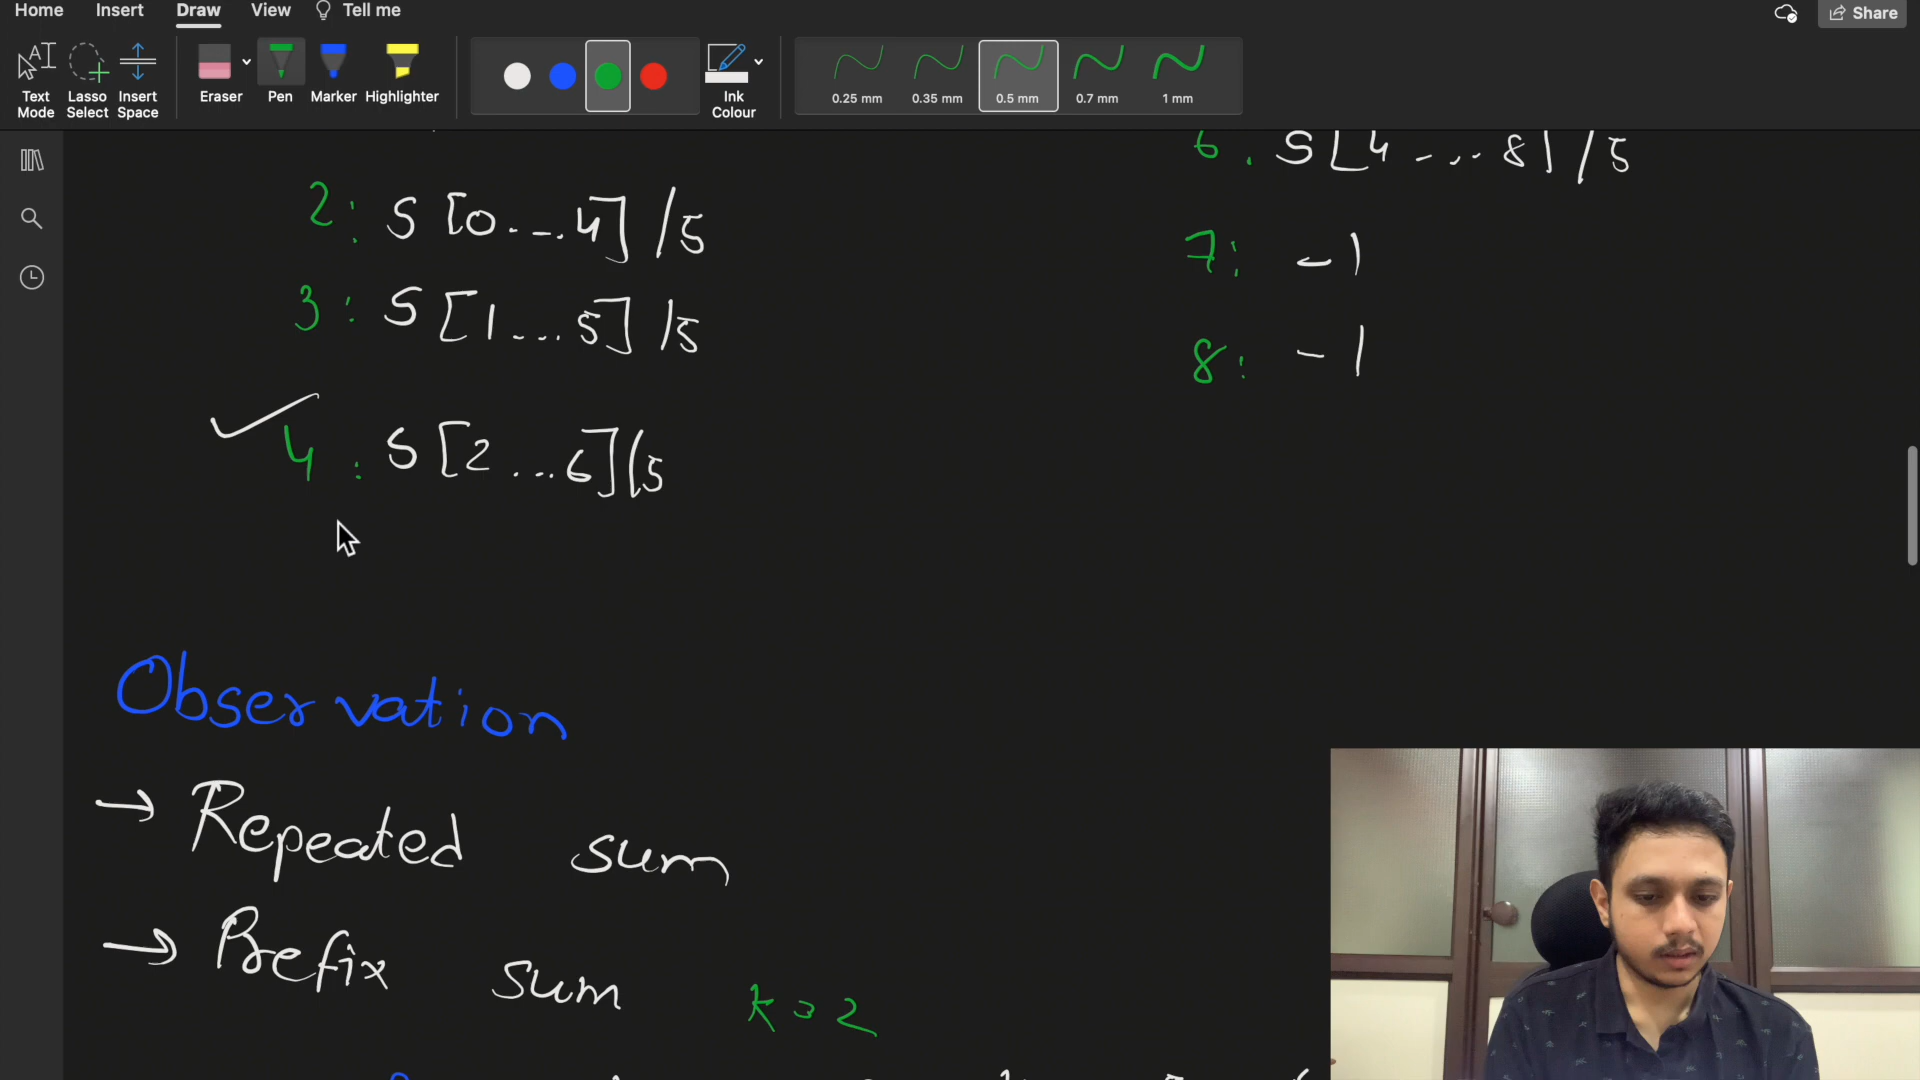 Home Insert Draw View Tell me Share
Text Mode
Lasso Select
Insert Space
Eraser
Pen
Marker
Highlighter
Ink Colour
0.25 mm 0.35 mm 0.5 mm 0.7 mm 1 mm
2: S [0 - - . 4] /5
3: S [1 - - .. 5] /5
4 : S [2 ... 6] /5
6 . S [4 - . .. 8] /5
7: -1
8: -1
Observation
→ Repeated sum
→ Prefix sum k = 2